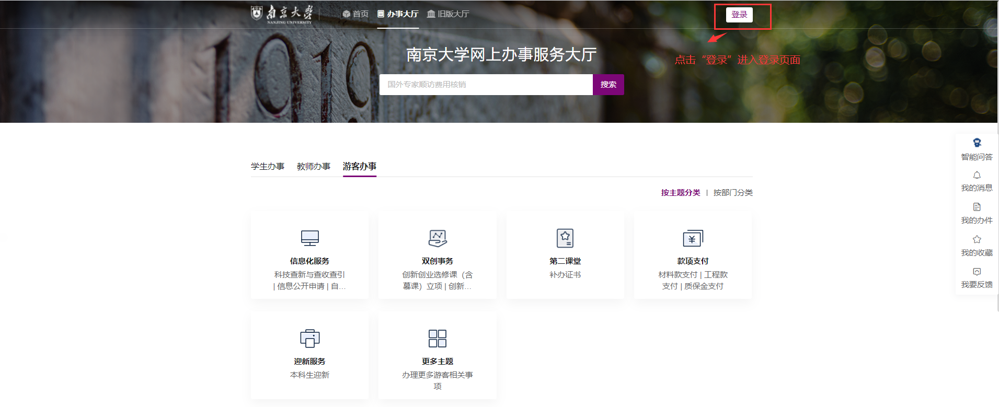 南京大学
NANJING UNIVERSITY
首页
办事大厅
旧版大厅
登录
南京大学网上办事服务大厅
点击“登录”进入登录页面
国外专家顺访费用核销
搜索
1919
学生办事
教师办事
游客办事
按主题分类 | 按部门分类
信息化服务
科技查新与查收查引
| 信息公开申请 | 自...
双创事务
创新创业选修课（含
慕课）立项 | 创新...
第二课堂
补办证书
款项支付
材料款支付 | 工程款
支付 | 质保金支付
迎新服务
本科生迎新
更多主题
办理更多游客相关事
项
智能问答
我的消息
我的办件
我的收藏
我要反馈